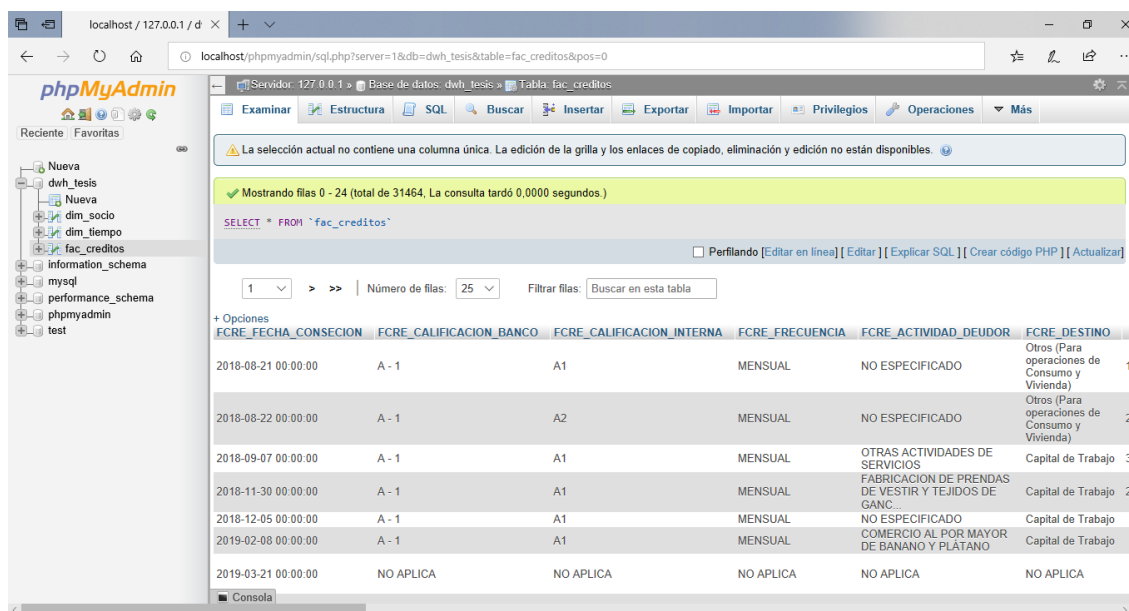 localhost / 127.0.0.1 / d
localhost/phpmyadmin/sql.php?server=1&db=dwh_tesis&table=fac_creditos&pos=0
phpMyAdmin
Reciente Favoritas
Nueva
dwh_tesis
Nueva
dim_socio
dim_tiempo
fac_creditos
information_schema
mysql
performance_schema
phpmyadmin
test
Servidor: 127.0.0.1 » Base de datos: dwh_tesis » Tabla: fac_creditos
Examinar Estructura SQL Buscar Insertar Exportar Importar Privilegios Operaciones Más
La selección actual no contiene una columna única. La edición de la grilla y los enlaces de copiado, eliminación y edición no están disponibles.
Mostrando filas 0 - 24 (total de 31464, La consulta tardó 0,0000 segundos.)
SELECT * FROM `fac_creditos`
Perfilando [Editar en línea] [ Editar ] [ Explicar SQL ] [ Crear código PHP ] [ Actualizar]
1 > >> Número de filas: 25 Filtrar filas: Buscar en esta tabla
+ Opciones
FCRE_FECHA_CONSECION FCRE_CALIFICACION_BANCO FCRE_CALIFICACION_INTERNA FCRE_FRECUENCIA FCRE_ACTIVIDAD_DEUDOR FCRE_DESTINO
2018-08-21 00:00:00 A - 1 A1 MENSUAL NO ESPECIFICADO Otros (Para operaciones de Consumo y Vivienda) 1
2018-08-22 00:00:00 A - 1 A2 MENSUAL NO ESPECIFICADO Otros (Para operaciones de Consumo y Vivienda) 2
2018-09-07 00:00:00 A - 1 A1 MENSUAL OTRAS ACTIVIDADES DE SERVICIOS Capital de Trabajo 3
2018-11-30 00:00:00 A - 1 A1 MENSUAL FABRICACION DE PRENDAS DE VESTIR Y TEJIDOS DE GANC... Capital de Trabajo 2
2018-12-05 00:00:00 A - 1 A1 MENSUAL NO ESPECIFICADO Capital de Trabajo
2019-02-08 00:00:00 A - 1 A1 MENSUAL COMERCIO AL POR MAYOR DE BANANO Y PLÁTANO Capital de Trabajo
2019-03-21 00:00:00 NO APLICA NO APLICA NO APLICA NO APLICA NO APLICA
Consola